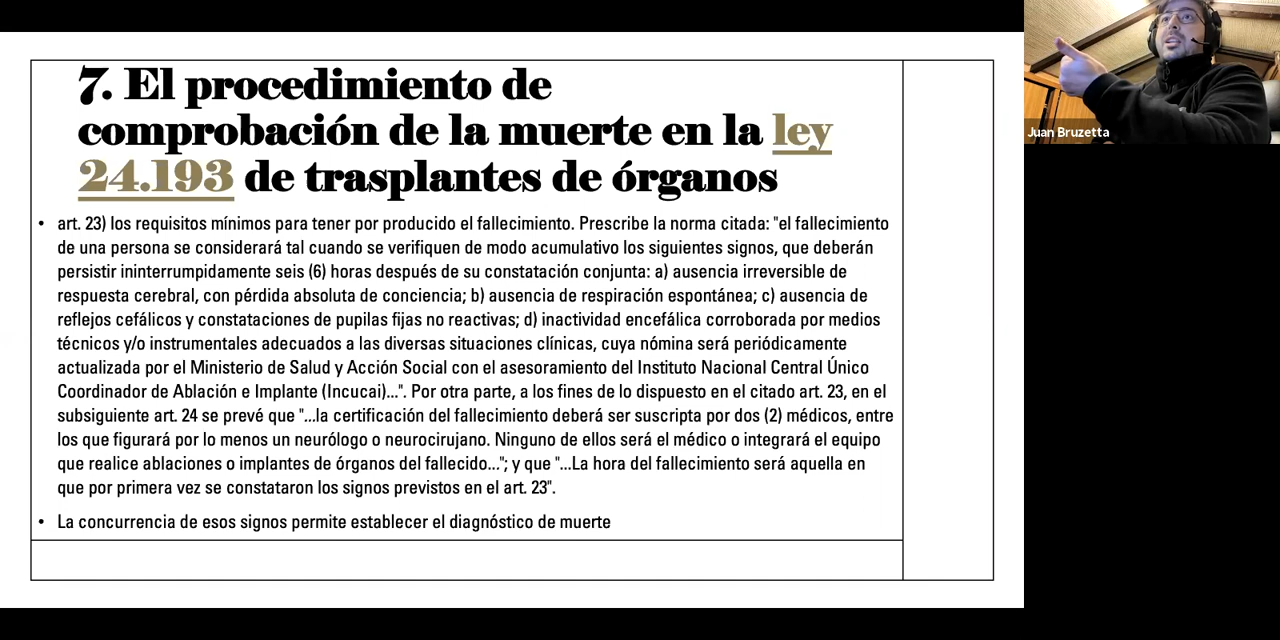 7. El procedimiento de
comprobación de la muerte en la ley
24.193 de trasplantes de órganos
• art. 23) los requisitos mínimos para tener por producido el fallecimiento. Prescribe la norma citada: "el fallecimiento
de una persona se considerará tal cuando se verifiquen de modo acumulativo los siguientes signos, que deberán
persistir ininterrumpidamente seis (6) horas después de su constatación conjunta: a) ausencia irreversible de
respuesta cerebral, con pérdida absoluta de conciencia; b) ausencia de respiración espontánea; c) ausencia de
reflejos cefálicos y constataciones de pupilas fijas no reactivas; d) inactividad encefálica corroborada por medios
técnicos y/o instrumentales adecuados a las diversas situaciones clínicas, cuya nómina será periódicamente
actualizada por el Ministerio de Salud y Acción Social con el asesoramiento del Instituto Nacional Central Único
Coordinador de Ablación e Implante (Incucai)...". Por otra parte, a los fines de lo dispuesto en el citado art. 23, en el
subsiguiente art. 24 se prevé que "...la certificación del fallecimiento deberá ser suscripta por dos (2) médicos, entre
los que figurará por lo menos un neurólogo o neurocirujano. Ninguno de ellos será el médico o integrará el equipo
que realice ablaciones o implantes de órganos del fallecido..."; y que "...La hora del fallecimiento será aquella en
que por primera vez se constataron los signos previstos en el art. 23".
• La concurrencia de esos signos permite establecer el diagnóstico de muerte
Juan Bruzetta